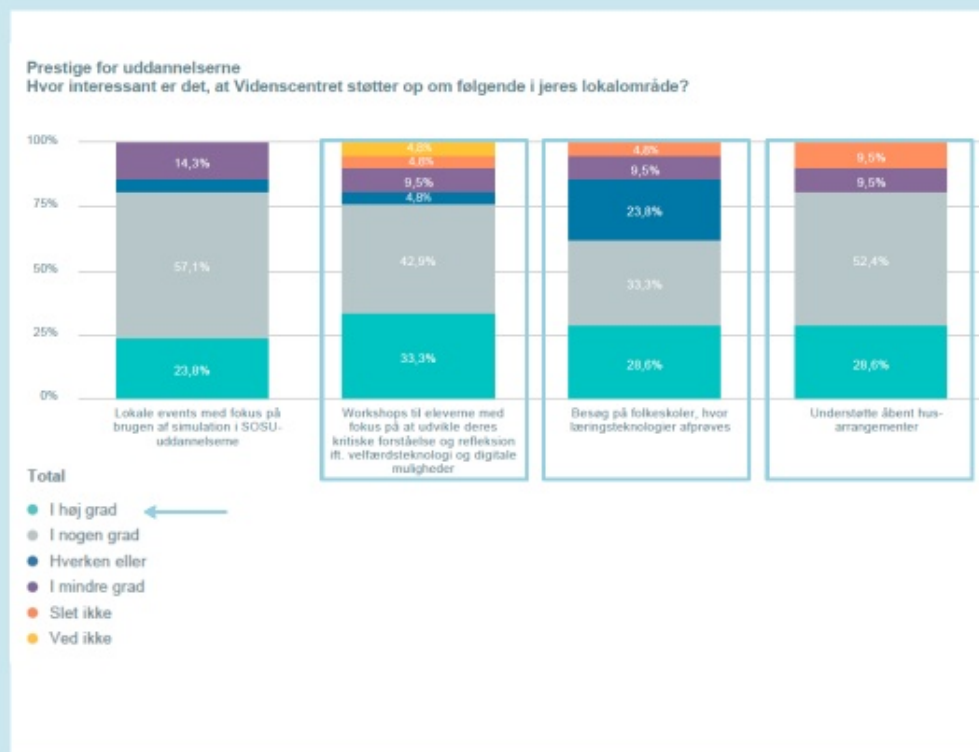 Prestige for uddannelserne
Hvor interessant er det, at Videnscentret støtter op om følgende i jeres lokalområde?
100%
75%
50%
25%
0%
14,3%
57,1%
23,8%
4,8%
4,8%
9,5%
4,8%
42,9%
33,3%
4,8%
9,5%
23,8%
33,3%
28,6%
9,5%
9,5%
52,4%
28,6%
Lokale events med fokus på
brugen af simulation i SOSU-
uddannelserne
Workshops til eleverne med
fokus på at udvikle deres
kritiske forståelse og refleksion
ift. velfærdsteknologi og digitale
muligheder
Besøg på folkeskoler, hvor
læringsteknologier afprøves
Understøtte åbent hus-
arrangementer
Total
I høj grad
I nogen grad
Hverken eller
I mindre grad
Slet ikke
Ved ikke